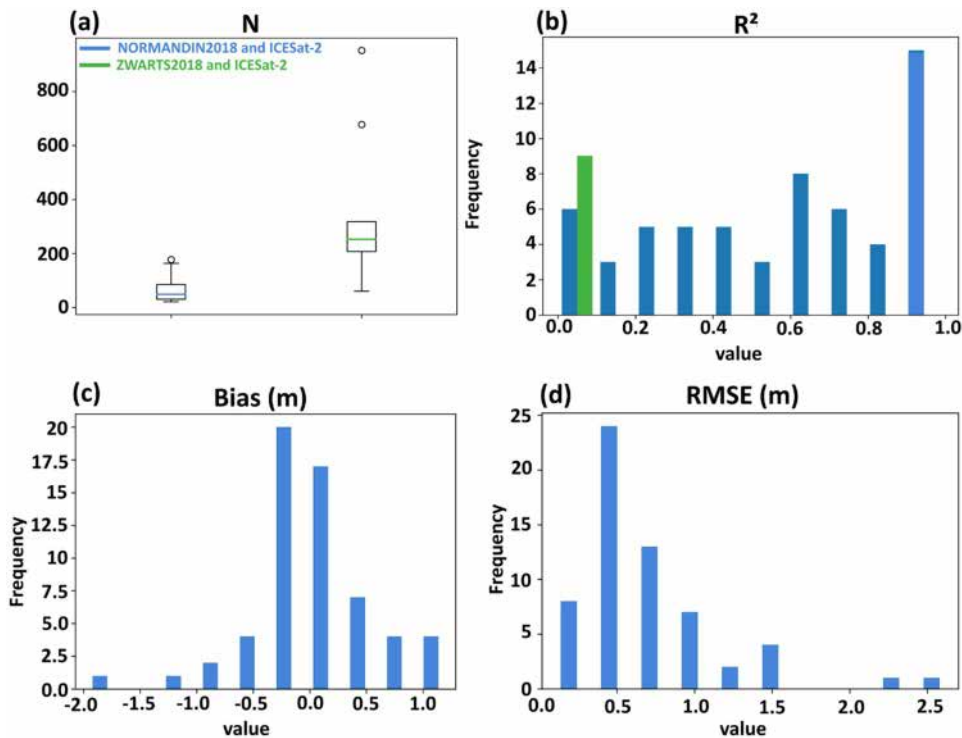 (a)
N
NORMANDIN2018 and ICESat-2
ZWARTS2018 and ICESat-2
800
600
400
200
0
(b)
R²
Frequency
14
12
10
8
6
4
2
0
0.0 0.2 0.4 0.6 0.8 1.0
value
(c)
Bias (m)
Frequency
20
17.5
15
12.5
10
7.5
5.0
2.5
0.0
-2.0 -1.5 -1.0 -0.5 0.0 0.5 1.0
value
(d)
RMSE (m)
Frequency
25
20
15
10
5
0
0.0 0.5 1.0 1.5 2.0 2.5
value